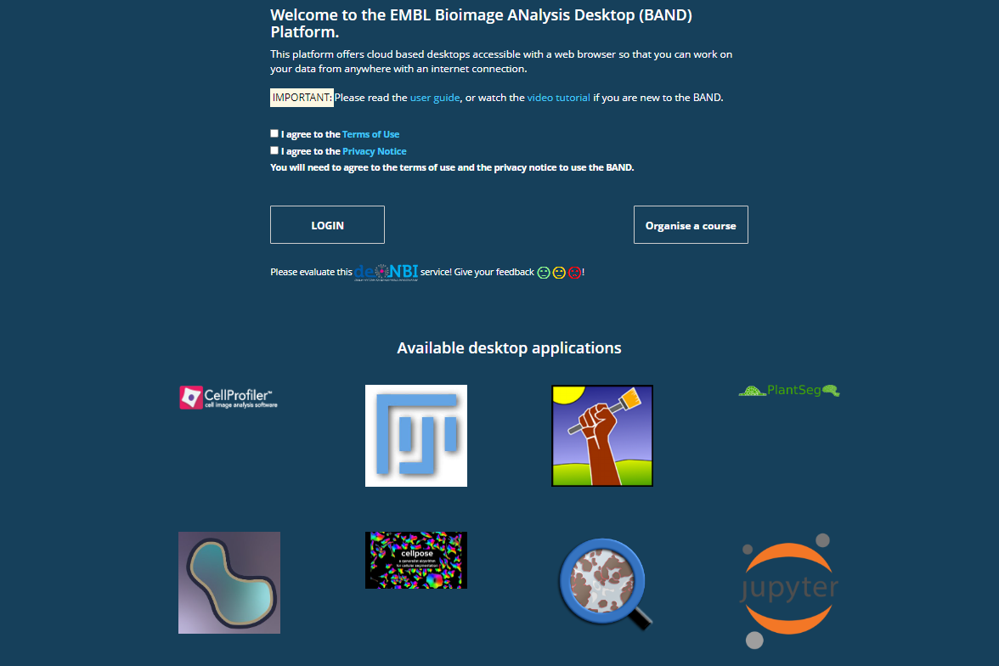 Welcome to the EMBL Bioimage ANalysis Desktop (BAND)
Platform.
This platform offers cloud based desktops accessible with a web browser so that you can work on
your data from anywhere with an internet connection.
IMPORTANT: Please read the user guide, or watch the video tutorial if you are new to the BAND.
I agree to the Terms of Use
I agree to the Privacy Notice
You will need to agree to the terms of use and the privacy notice to use the BAND.
LOGIN
Organise a course
Please evaluate this de NBI service! Give your feedback !
Available desktop applications
CellProfiler™
cell image analysis software
PlantSeg
cellpose
a generalist algorithm
for cellular segmentation
jupyter